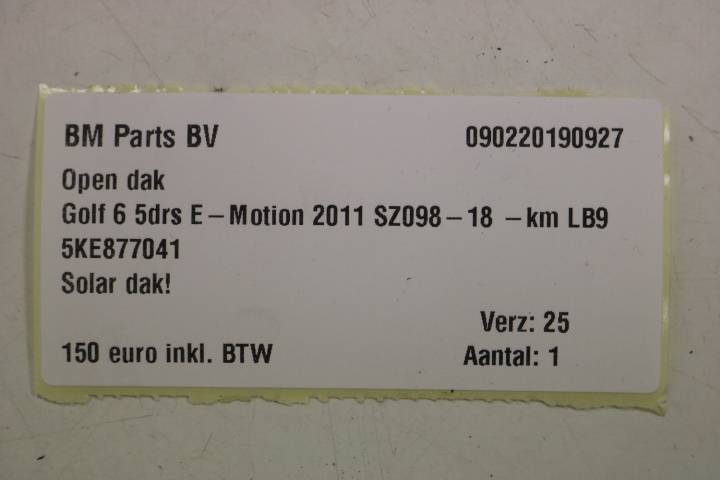 BM Parts BV 090220190927
Open dak
Golf 6 5drs E-Motion 2011 SZ098-18 -km LB9
5KE877041
Solar dak!
Verz: 25
150 euro inkl. BTW Aantal: 1